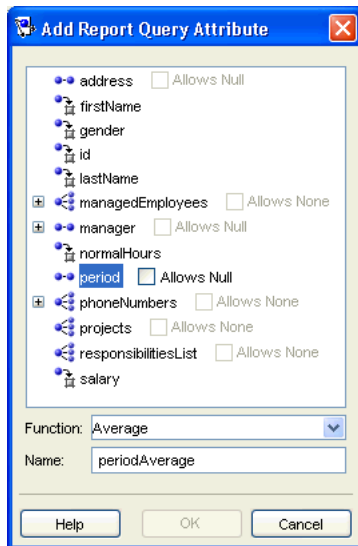 Add Report Query Attribute
address Allows Null
firstName
gender
id
lastName
managedEmployees Allows None
manager Allows Null
normalHours
period Allows Null
phoneNumbers Allows None
projects Allows None
responsibilitiesList Allows None
salary
Function: Average
Name: periodAverage
Help OK Cancel